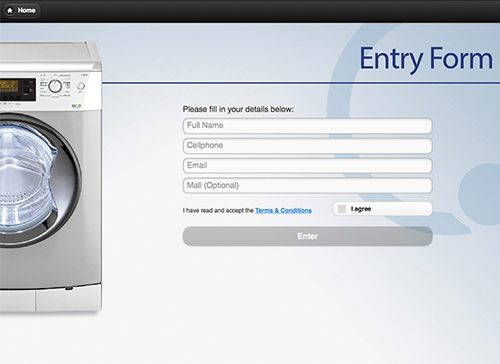 Home
Entry Form
Please fill in your details below:
Full Name
Cellphone
Email
Mall (Optional)
I have read and accept the Terms & Conditions
I agree
Enter